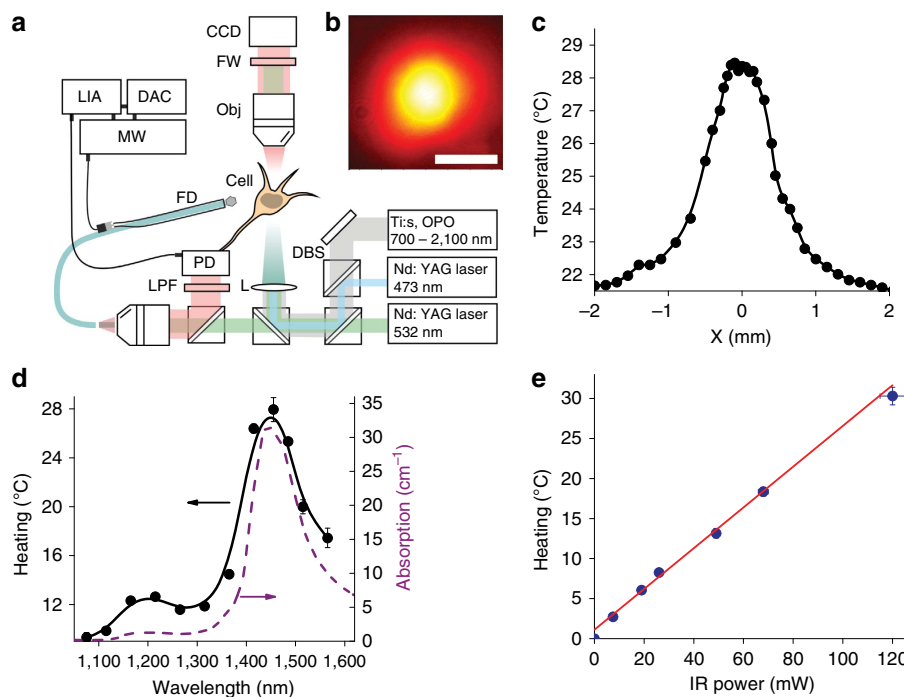 a
CCD
FW
LIA
DAC
Obj
MW
Cell
FD
Ti:s, OPO
700 – 2,100 nm
DBS
PD
Nd: YAG laser
473 nm
LPF
L
Nd: YAG laser
532 nm
b
c
Temperature (°C)
29
28
27
26
25
24
23
22
−2
−1
0
1
2
X (mm)
d
Heating (°C)
28
24
20
16
12
35
30
25
20
15
10
5
0
Absorption (cm⁻¹)
1,100
1,200
1,300
1,400
1,500
1,600
Wavelength (nm)
e
Heating (°C)
30
25
20
15
10
5
0
0
20
40
60
80
100
120
IR power (mW)